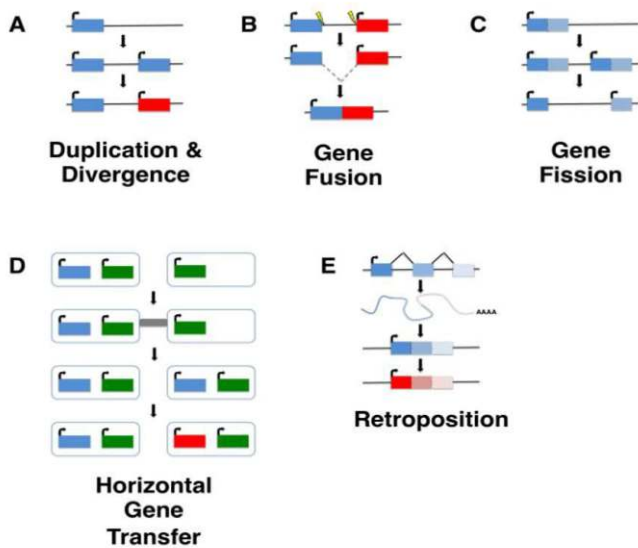 A
Duplication &
Divergence
B
Gene
Fusion
C
Gene
Fission
D
Horizontal
Gene
Transfer
E
AAAA
Retroposition